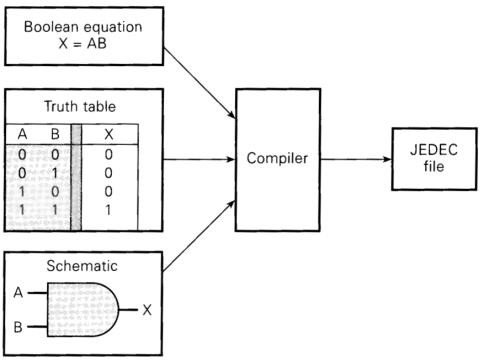 Boolean equation
X = AB
Truth table
A B X
0 0 0
0 1 0
1 0 0
1 1 1
Compiler
JEDEC
file
Schematic
A
X
B